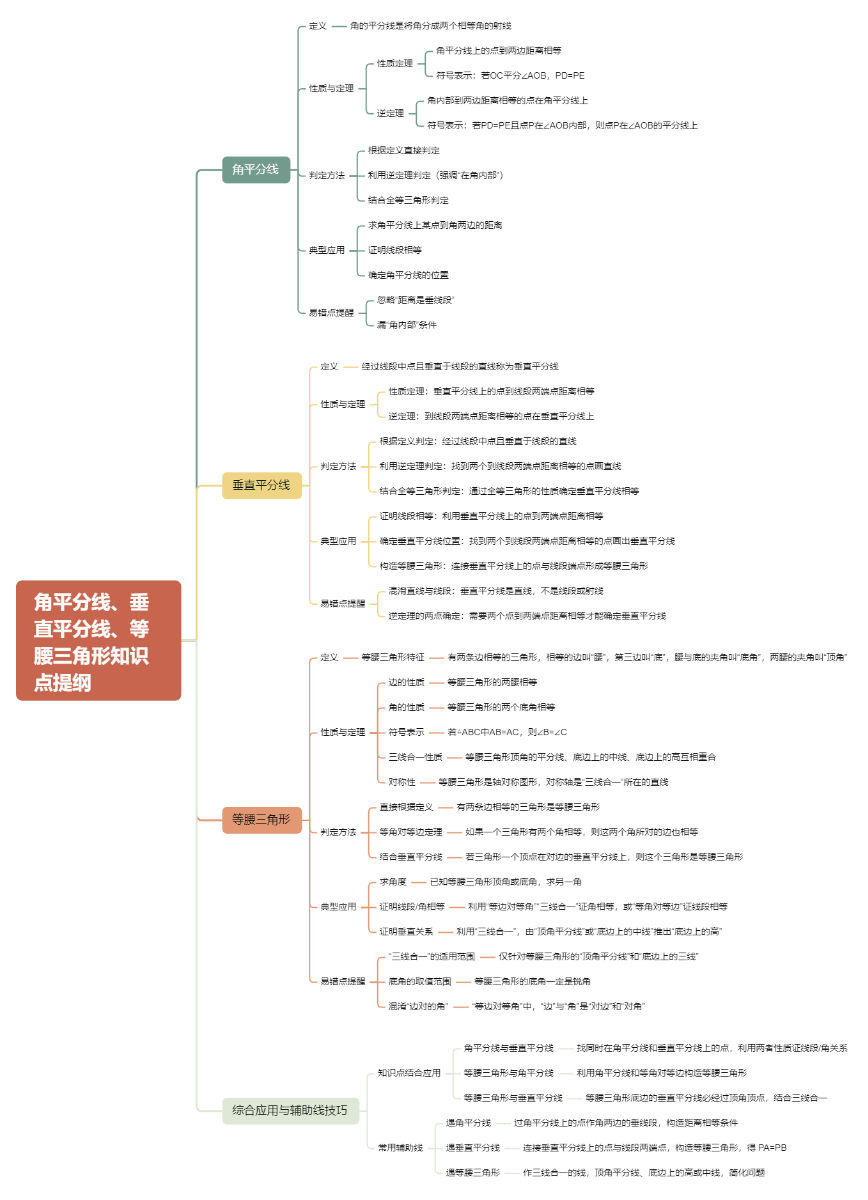 角平分线、垂
直平分线、等
腰三角形知识
点提纲
角平分线
定义
角的平分线是将角分成两个相等角的射线
性质与定理
性质定理
角平分线上的点到两边距离相等
符号表示：若OC平分∠AOB，PD=PE
逆定理
角内部到两边距离相等的点在角平分线上
符号表示：若PD=PE且点P在∠AOB内部，则点P在∠AOB的平分线上
判定方法
根据定义直接判定
利用逆定理判定（强调“在角内部”）
结合全等三角形判定
典型应用
求角平分线上某点到角两边的距离
证明线段相等
确定角平分线的位置
易错点提醒
忽略“距离是垂线段”
漏“角内部”条件
垂直平分线
定义
经过线段中点且垂直于线段的直线称为垂直平分线
性质与定理
性质定理：垂直平分线上的点到线段两端点距离相等
逆定理：到线段两端点距离相等的点在垂直平分线上
判定方法
根据定义判定：经过线段中点且垂直于线段的直线
利用逆定理判定：找到两个到线段两端点距离相等的点画直线
结合全等三角形判定：通过全等三角形的性质确定垂直平分线相等
典型应用
证明线段相等：利用垂直平分线上的点到两端点距离相等
确定垂直平分线位置：找到两个到线段两端点距离相等的点画出垂直平分线
构造等腰三角形：连接垂直平分线上的点与线段端点形成等腰三角形
易错点提醒
混淆直线与线段：垂直平分线是直线，不是线段或射线
逆定理的两点确定：需要两个点到两端点距离相等才能确定垂直平分线
等腰三角形
定义
等腰三角形特征
有两条边相等的三角形，相等的边叫“腰”，第三边叫“底”，腰与底的夹角叫“底角”，两腰的夹角叫“顶角”
性质与定理
边的性质
等腰三角形的两腰相等
角的性质
等腰三角形的两个底角相等
符号表示
若△ABC中AB=AC，则∠B=∠C
三线合一性质
等腰三角形顶角的平分线、底边上的中线、底边上的高互相重合
对称性
等腰三角形是轴对称图形，对称轴是“三线合一”所在的直线
判定方法
直接根据定义
有两条边相等的三角形是等腰三角形
等角对等边定理
如果一个三角形有两个角相等，则这两个角所对的边也相等
结合垂直平分线
若三角形一个顶点在对边的垂直平分线上，则这个三角形是等腰三角形
典型应用
求角度
已知等腰三角形顶角或底角，求另一角
证明线段/角相等
利用“等边对等角”“三线合一”证角相等，或“等角对等边”证线段相等
证明垂直关系
利用“三线合一”，由“顶角平分线”或“底边上的中线”推出“底边上的高”
易错点提醒
“三线合一”的适用范围
仅针对等腰三角形的“顶角平分线”和“底边上的三线”
底角的取值范围
等腰三角形的底角一定是锐角
混淆“边对的角”
“等边对等角”中，“边”与“角”是“对边”和“对角”
综合应用与辅助线技巧
知识点结合应用
角平分线与垂直平分线
找同时在角平分线和垂直平分线上的点，利用两者性质证线段/角关系
等腰三角形与角平分线
利用角平分线和等角对等边构造等腰三角形
等腰三角形与垂直平分线
等腰三角形底边的垂直平分线必经过顶角顶点，结合三线合一
常用辅助线
遇角平分线
过角平分线上的点作角两边的垂线段，构造距离相等条件
遇垂直平分线
连接垂直平分线上的点与线段两端点，构造等腰三角形，得 PA=PB
遇等腰三角形
作三线合一的线，顶角平分线、底边上的高或中线，简化问题